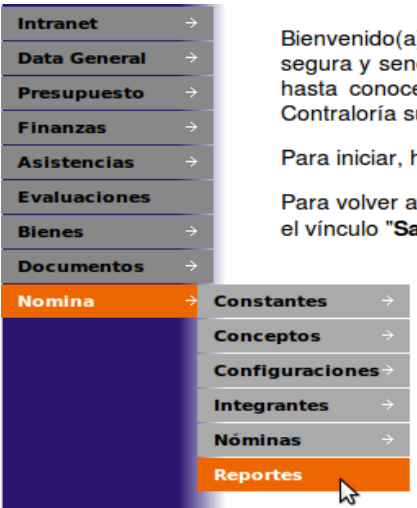 Intranet
Data General
Presupuesto
Finanzas
Asistencias
Evaluaciones
Bienes
Documentos
Nomina
Constantes
Conceptos
Configuraciones
Integrantes
Nóminas
Reportes
Bienvenido(a
segura y sen
hasta conoce
Contraloría s
Para iniciar, h
Para volver a
el vínculo "Sa